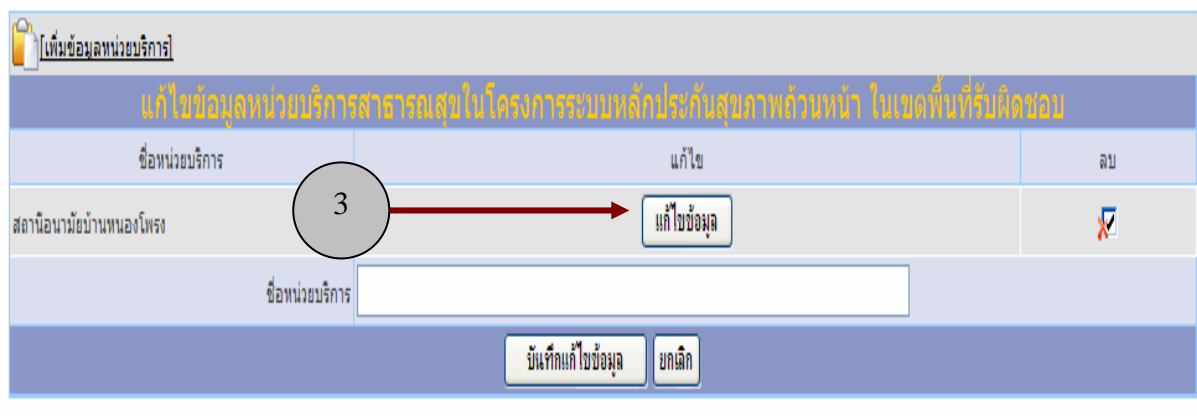 [เพิ่มข้อมูลหน่วยบริการ]
แก้ไขข้อมูลหน่วยบริการสาธารณสุขในโครงการระบบหลักประกันสุขภาพถ้วนหน้า ในเขตพื้นที่รับผิดชอบ
ชื่อหน่วยบริการ แก้ไข ลบ
สถานีอนามัยบ้านหนองโพรง 3 แก้ไขข้อมูล
ชื่อหน่วยบริการ
บันทึกแก้ไขข้อมูล ยกเลิก